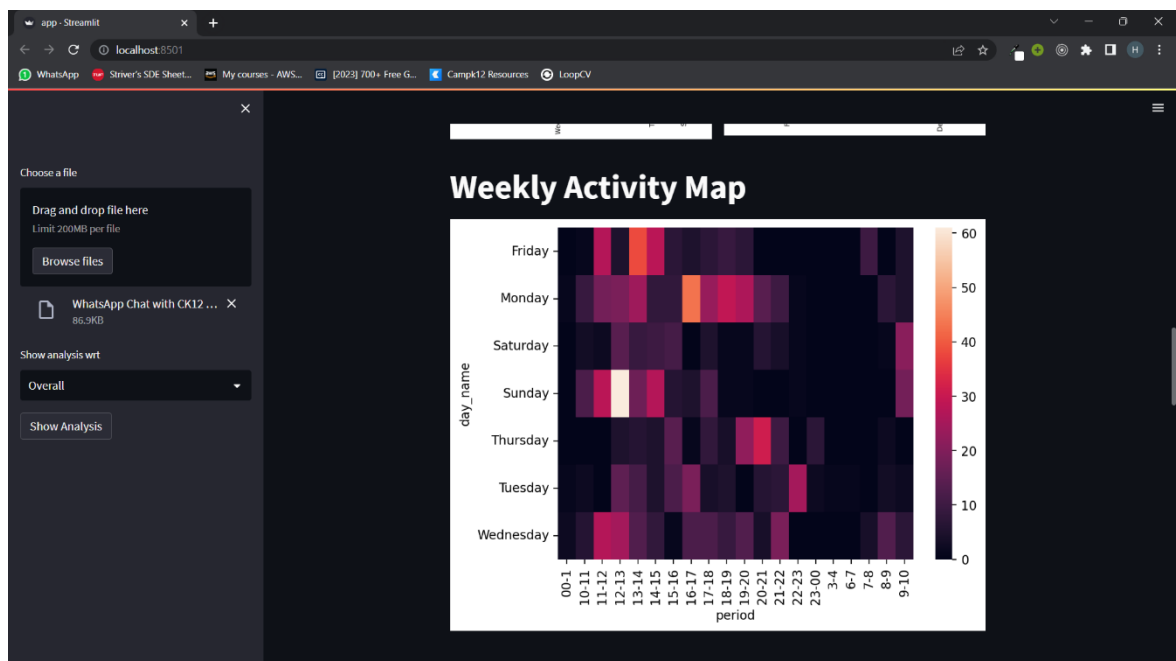 app · Streamlit
localhost:8501
WhatsApp
Striver's SDE Sheet...
My courses - AWS...
[2023] 700+ Free G...
Campk12 Resources
LoopCV
H
Choose a file
Drag and drop file here
Limit 200MB per file
Browse files
WhatsApp Chat with CK12 ...
86.9KB
Show analysis wrt
Overall
Show Analysis
Weekly Activity Map
day_name
Friday
Monday
Saturday
Sunday
Thursday
Tuesday
Wednesday
00-1
10-11
11-12
12-13
13-14
14-15
15-16
16-17
17-18
18-19
19-20
20-21
21-22
22-23
23-00
3-4
6-7
7-8
8-9
9-10
period
60
50
40
30
20
10
0